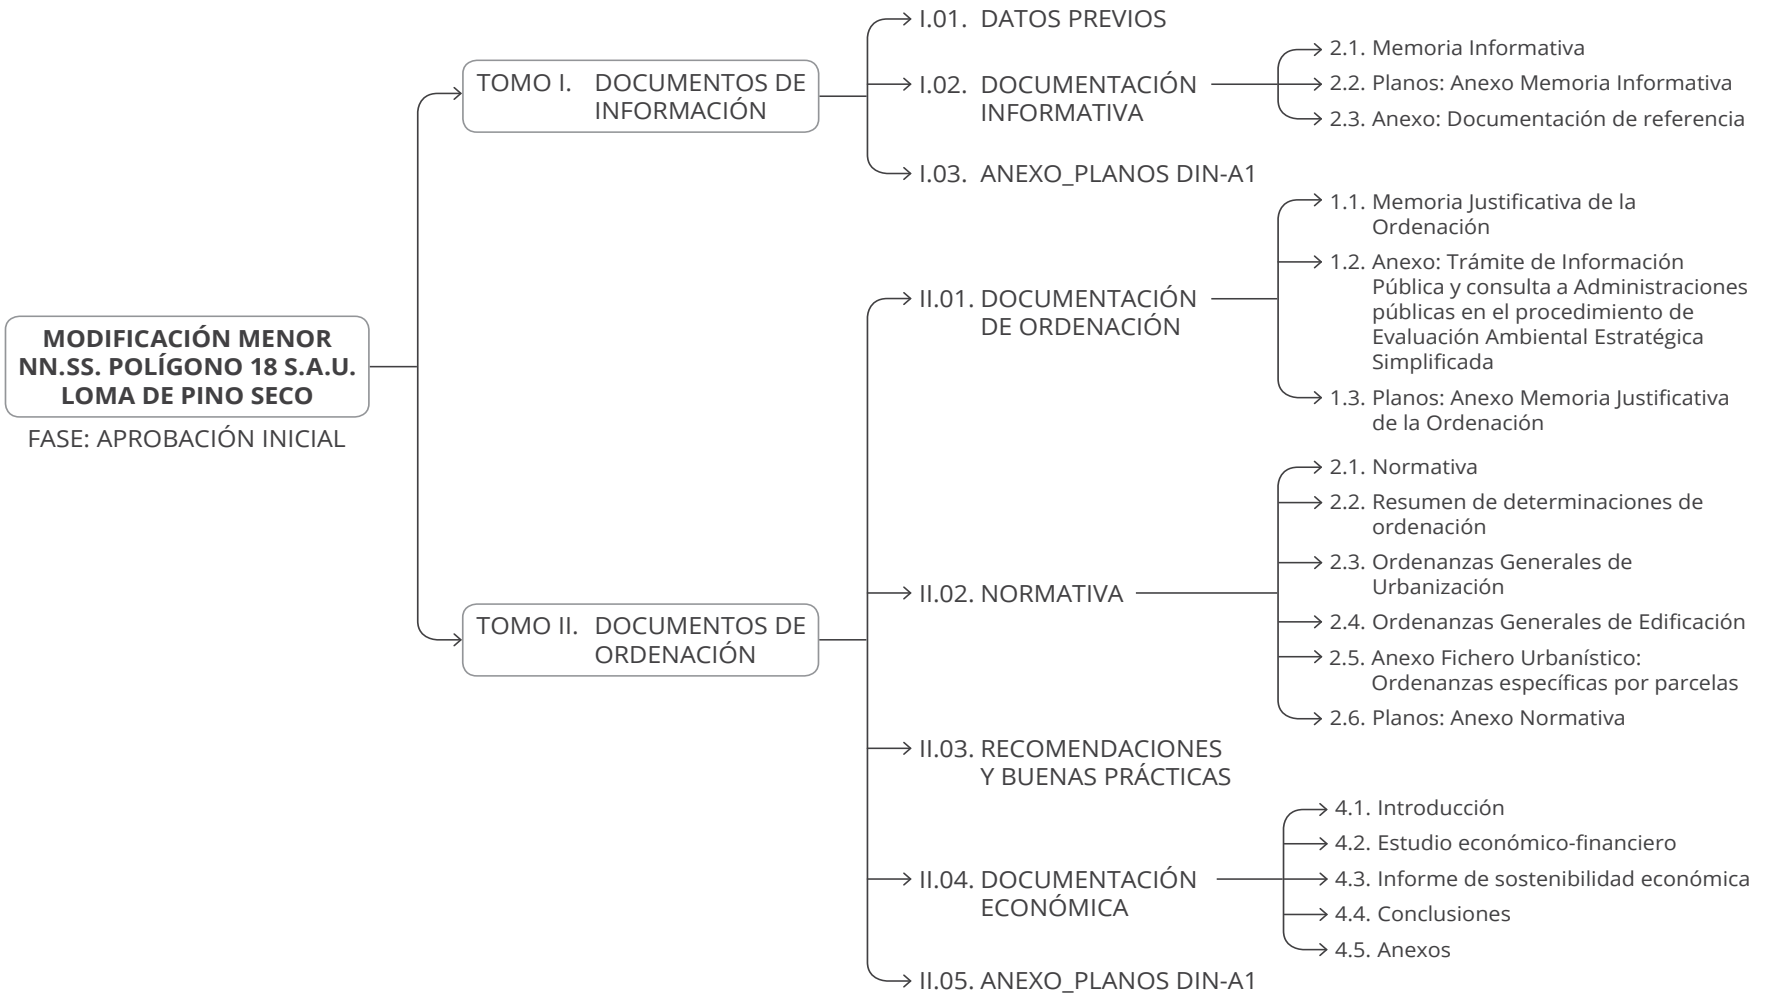 MODIFICACIÓN MENOR
NN.SS. POLÍGONO 18 S.A.U.
LOMA DE PINO SECO
FASE: APROBACIÓN INICIAL
TOMO I. DOCUMENTOS DE
INFORMACIÓN
I.01. DATOS PREVIOS
I.02. DOCUMENTACIÓN
INFORMATIVA
2.1. Memoria Informativa
2.2. Planos: Anexo Memoria Informativa
2.3. Anexo: Documentación de referencia
I.03. ANEXO_PLANOS DIN-A1
TOMO II. DOCUMENTOS DE
ORDENACIÓN
II.01. DOCUMENTACIÓN
DE ORDENACIÓN
1.1. Memoria Justificativa de la
Ordenación
1.2. Anexo: Trámite de Información
Pública y consulta a Administraciones
públicas en el procedimiento de
Evaluación Ambiental Estratégica
Simplificada
1.3. Planos: Anexo Memoria Justificativa
de la Ordenación
II.02. NORMATIVA
2.1. Normativa
2.2. Resumen de determinaciones de
ordenación
2.3. Ordenanzas Generales de
Urbanización
2.4. Ordenanzas Generales de Edificación
2.5. Anexo Fichero Urbanístico:
Ordenanzas específicas por parcelas
2.6. Planos: Anexo Normativa
II.03. RECOMENDACIONES
Y BUENAS PRÁCTICAS
II.04. DOCUMENTACIÓN
ECONÓMICA
4.1. Introducción
4.2. Estudio económico-financiero
4.3. Informe de sostenibilidad económica
4.4. Conclusiones
4.5. Anexos
II.05. ANEXO_PLANOS DIN-A1